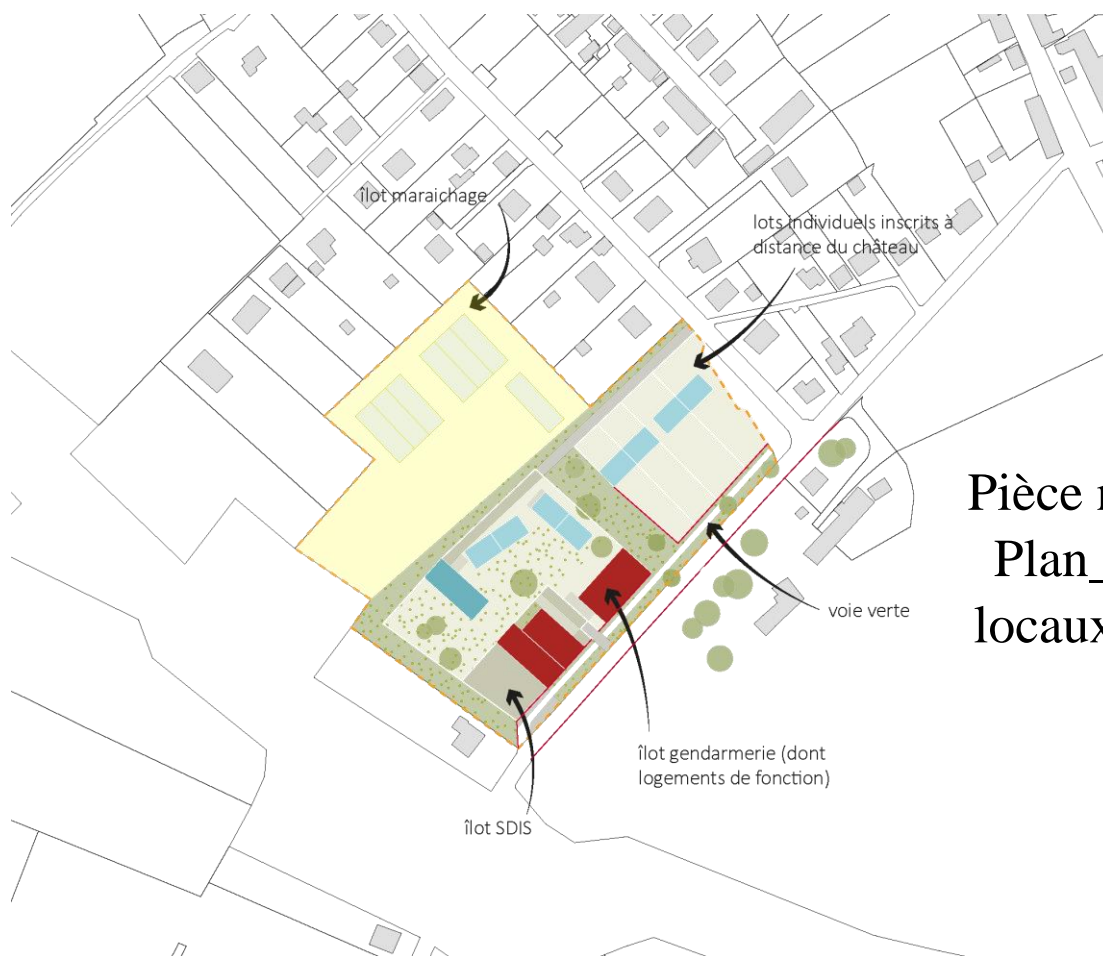 îlot maraichage
lots individuels inscrits à
distance du château
Pièce
Plan_
locaux
voie verte
îlot gendarmerie (dont
logements de fonction)
îlot SDIS